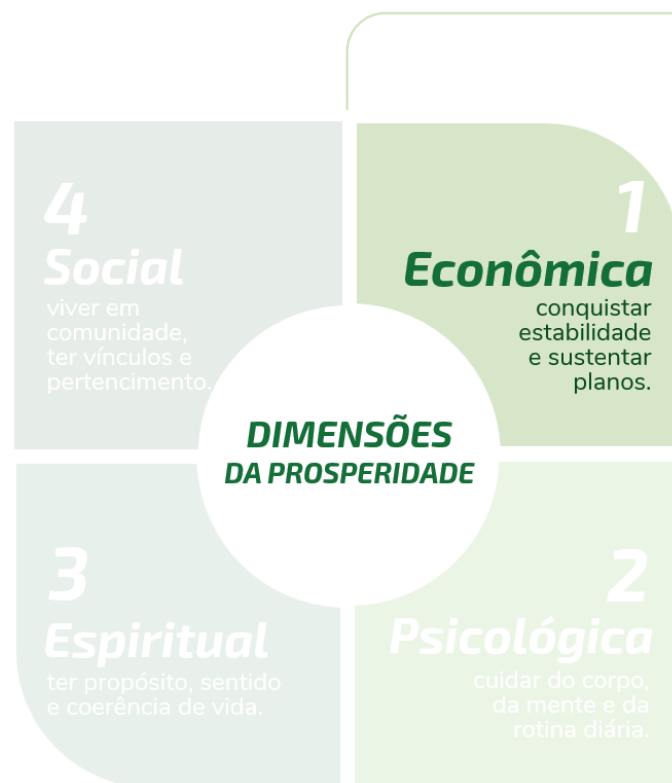 4
Social
viver em
comunidade,
ter vínculos e
pertencimento.
1
Econômica
conquistar
estabilidade
e sustentar
planos.
DIMENSÕES
DA PROSPERIDADE
3
Espiritual
ter propósito, sentido
e coerência de vida.
2
Psicológica
cuidar do corpo,
da mente e da
rotina diária.